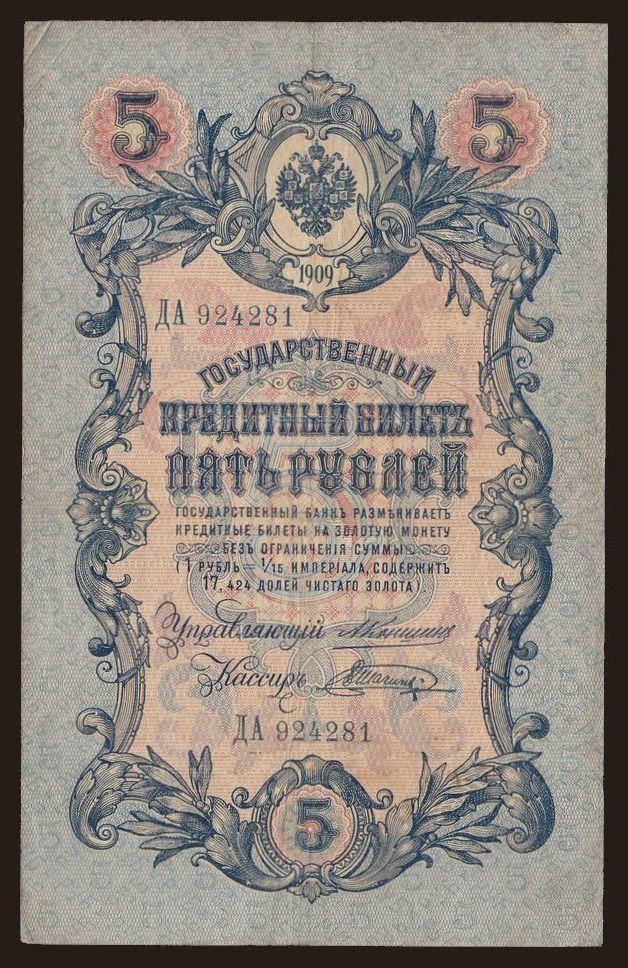 5 5
1909
ДА 924281
ГОСУДАРСТВЕННЫЙ
КРЕДИТНЫЙ БИЛЕТЪ
ПЯТЬ РУБЛЕЙ
ГОСУДАРСТВЕННЫЙ БАНКЪ РАЗМѢНИВАЕТЪ
КРЕДИТНЫЕ БИЛЕТЫ НА ЗОЛОТУЮ МОНЕТУ
БЕЗЪ ОГРАНИЧЕНІЯ СУММЫ
(1 РУБЛЬ = 1/15 ИМПЕРІАЛА, СОДЕРЖИТЪ
17,424 ДОЛЕЙ ЧИСТАГО ЗОЛОТА).
Управляющій
Кассиръ
ДА 924281
5